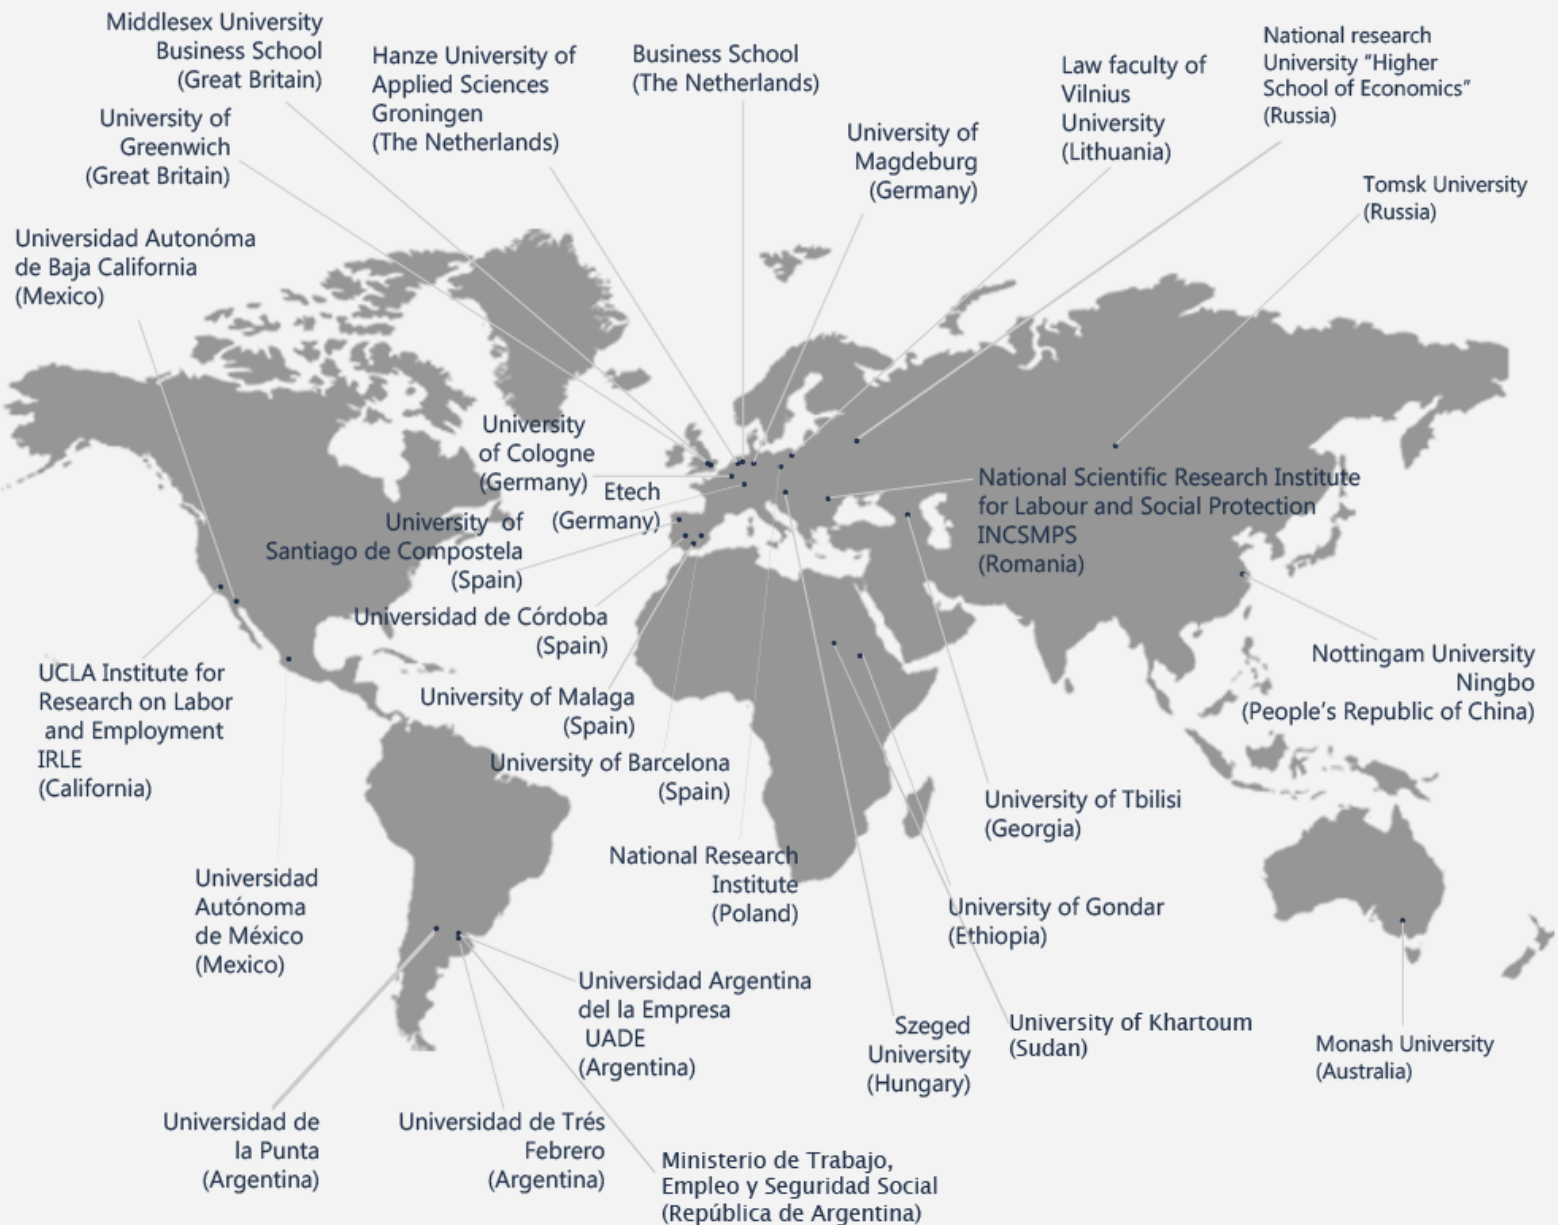 Middlesex University
Business School
(Great Britain)
Hanze University of
Applied Sciences
Groningen
(The Netherlands)
Business School
(The Netherlands)
Law faculty of
Vilnius
University
(Lithuania)
National research
University "Higher
School of Economics"
(Russia)
University of
Greenwich
(Great Britain)
University of
Magdeburg
(Germany)
Tomsk University
(Russia)
Universidad Autonóma
de Baja California
(Mexico)
University
of Cologne
(Germany)
Etech
(Germany)
National Scientific Research Institute
for Labour and Social Protection
INCSMPS
(Romania)
University of
Santiago de Compostela
(Spain)
Universidad de Córdoba
(Spain)
Nottingam University
Ningbo
(People's Republic of China)
UCLA Institute for
Research on Labor
and Employment
IRLE
(California)
University of Malaga
(Spain)
University of Barcelona
(Spain)
University of Tbilisi
(Georgia)
National Research
Institute
(Poland)
Universidad
Autónoma
de México
(Mexico)
University of Gondar
(Ethiopia)
Universidad Argentina
del la Empresa
UADE
(Argentina)
Szeged
University
(Hungary)
University of Khartoum
(Sudan)
Monash University
(Australia)
Universidad de
la Punta
(Argentina)
Universidad de Trés
Febrero
(Argentina)
Ministerio de Trabajo,
Empleo y Seguridad Social
(República de Argentina)